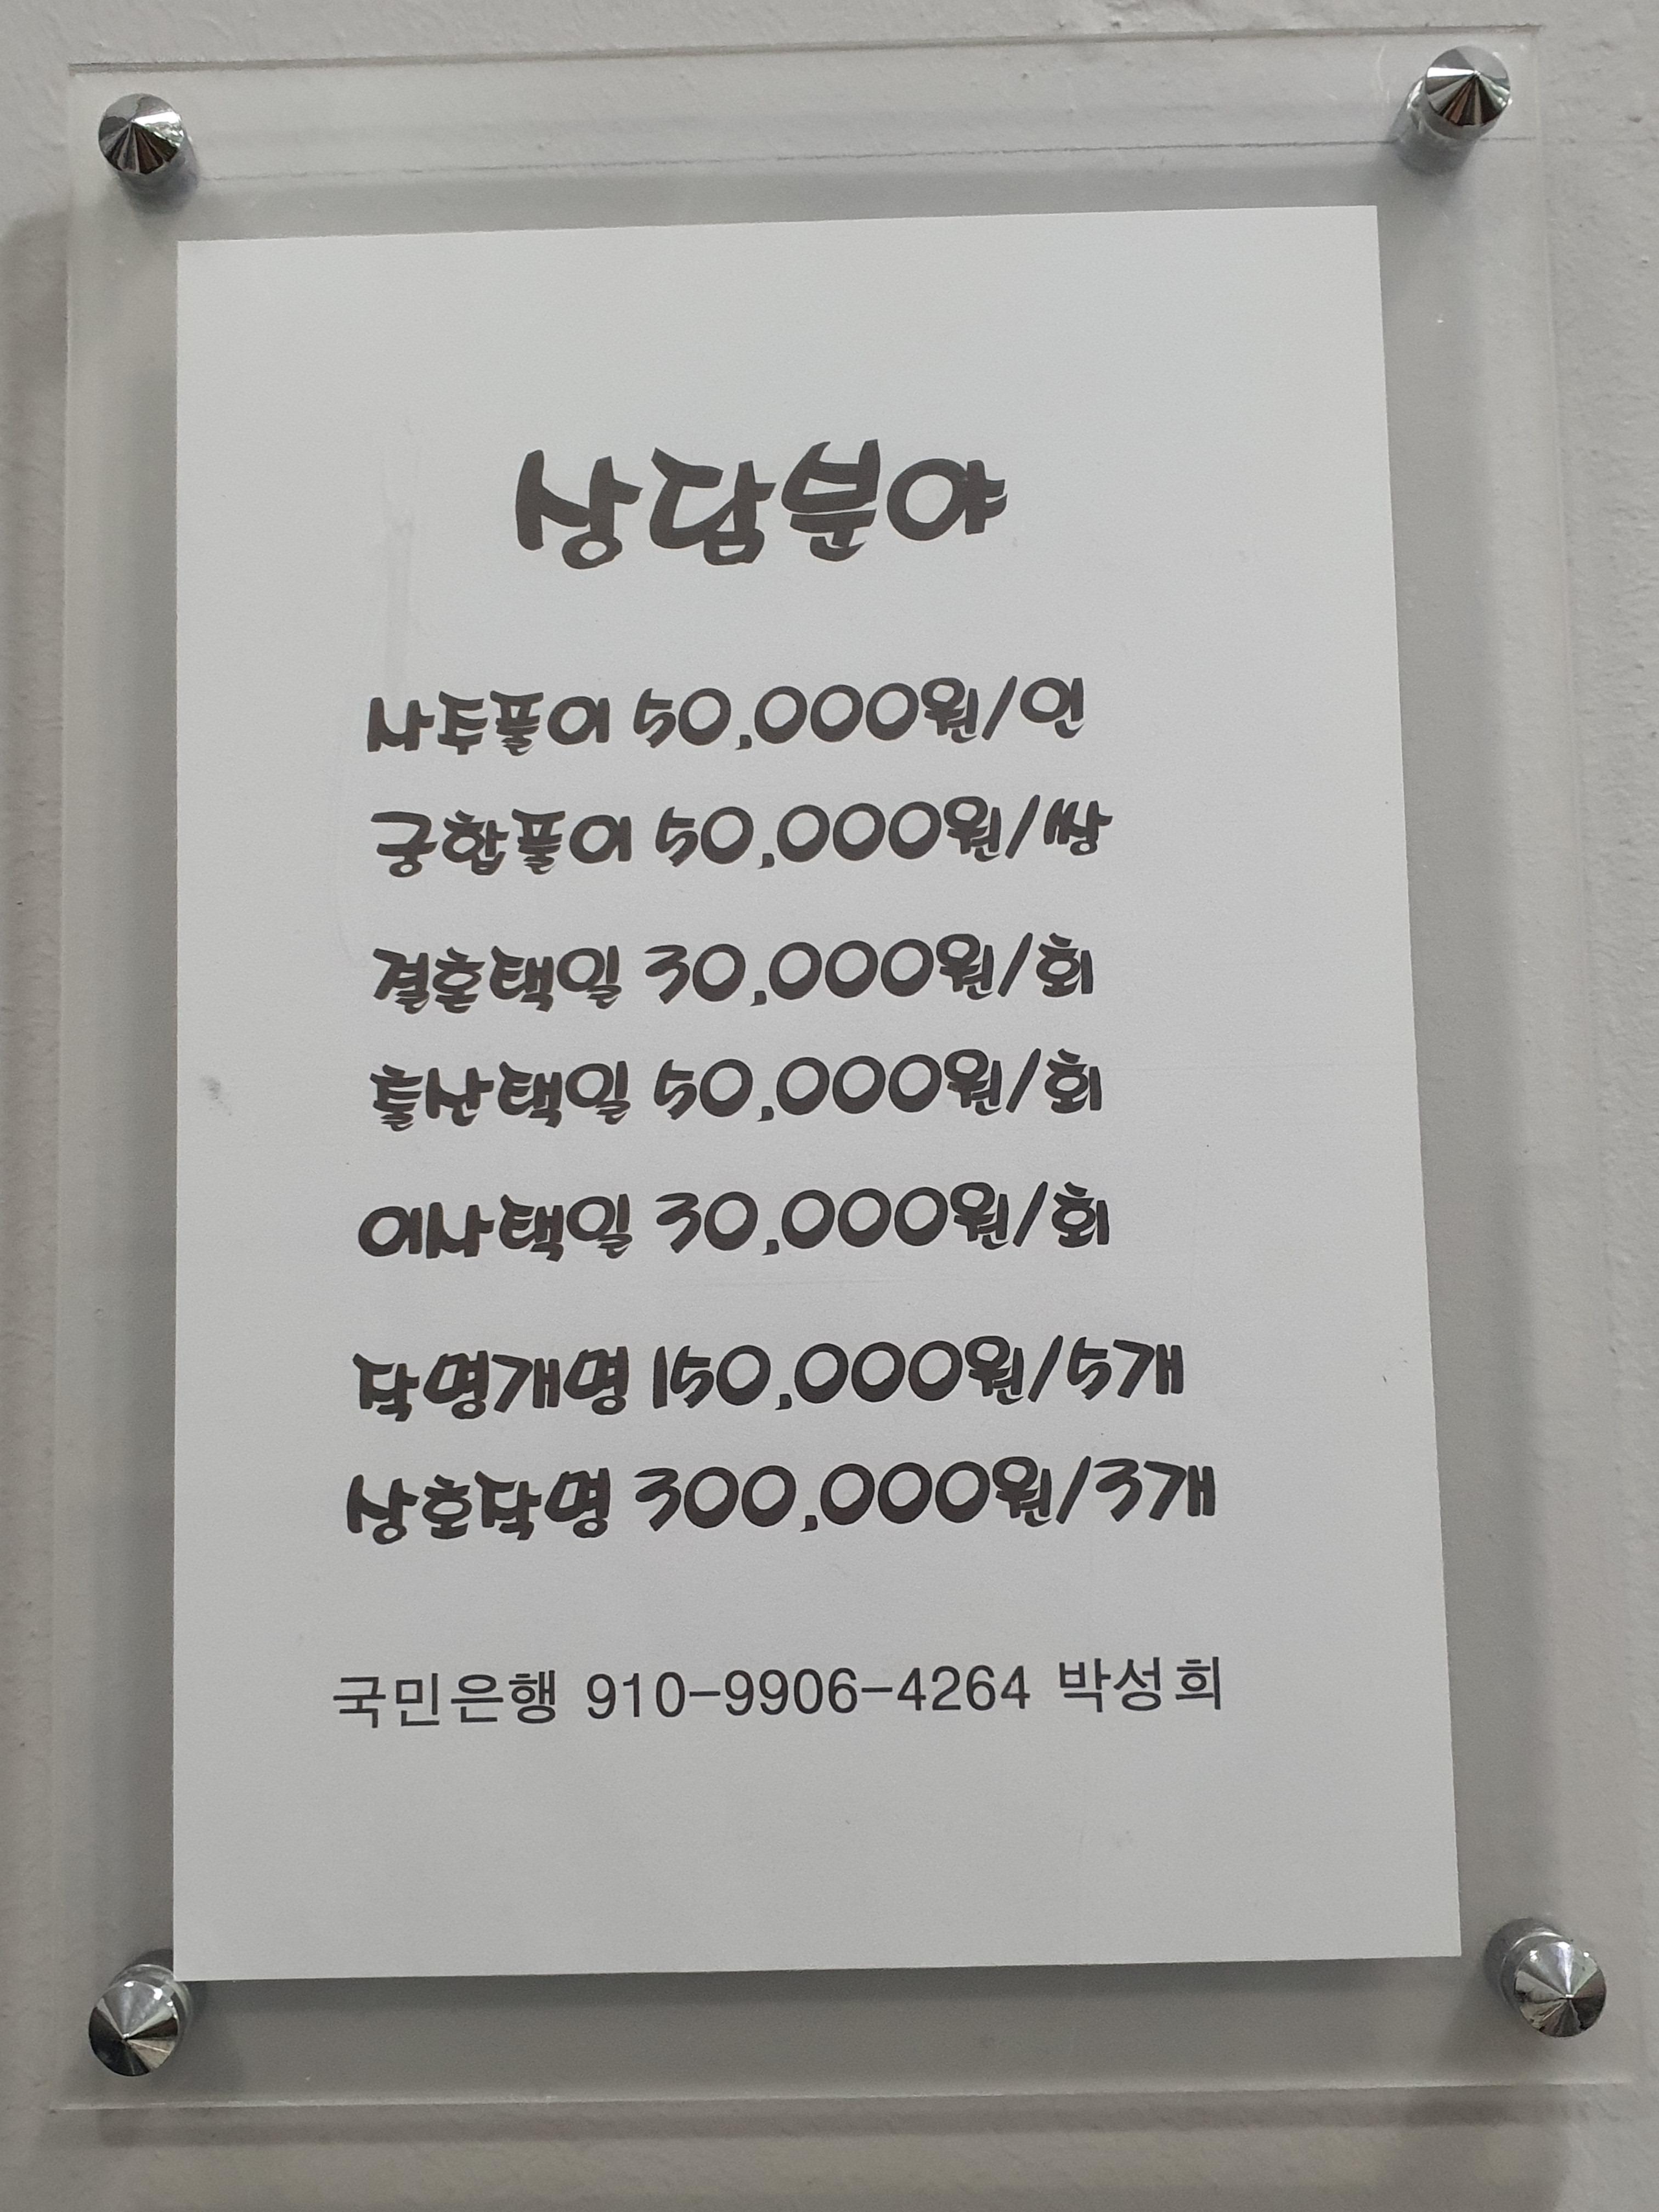 상담분야
사주풀이 50,000원/인
궁합풀이 50,000원/쌍
결혼택일 30,000원/회
출산택일 50,000원/회
이사택일 30,000원/회
작명개명 150,000원/5개
상호작명 300,000원/3개
국민은행 910-9906-4264 박성희